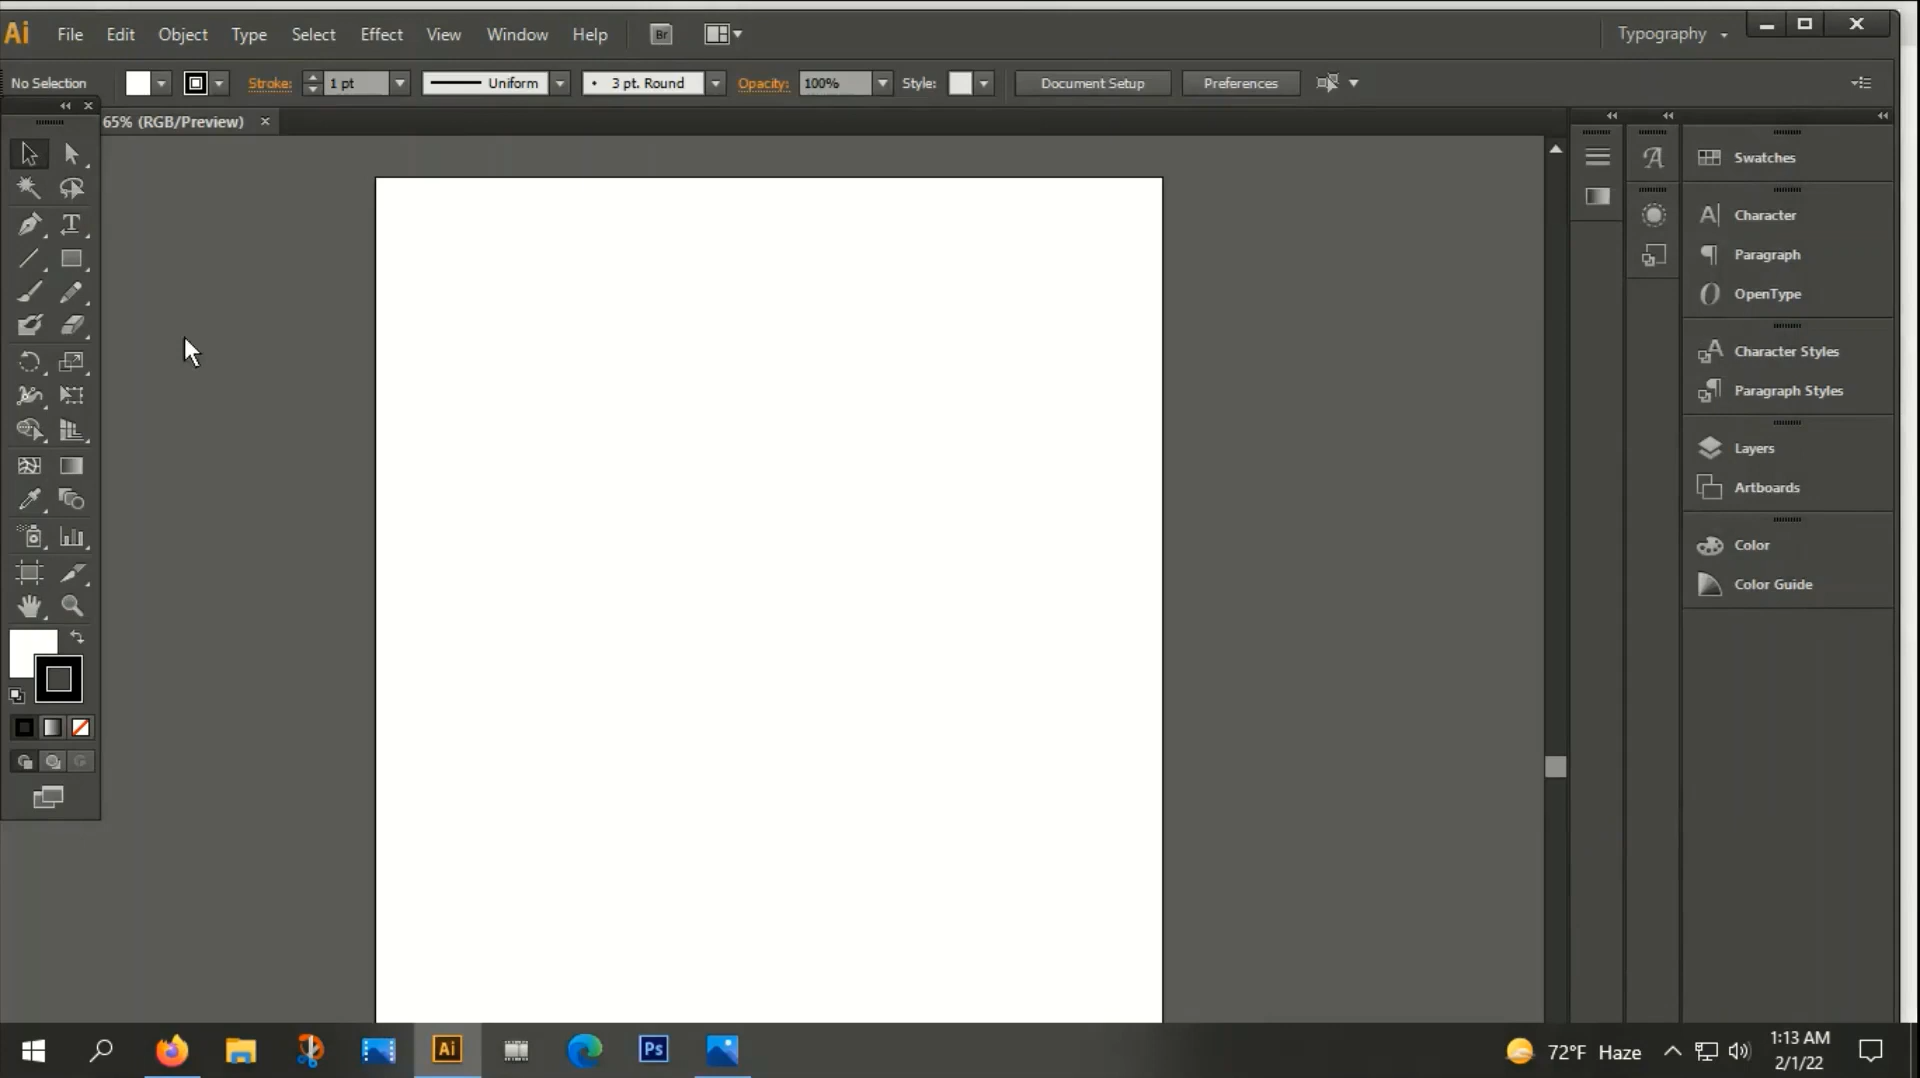 Ai File Edit Object Type Select Effect View Window Help Br Typography
No Selection Stroke: 1 pt Uniform 3 pt. Round Opacity: 100% Style: Document Setup Preferences
65% (RGB/Preview)
Swatches
Character
Paragraph
OpenType
Character Styles
Paragraph Styles
Layers
Artboards
Color
Color Guide
Ai Ps 72°F Haze 1:13 AM
2/1/22